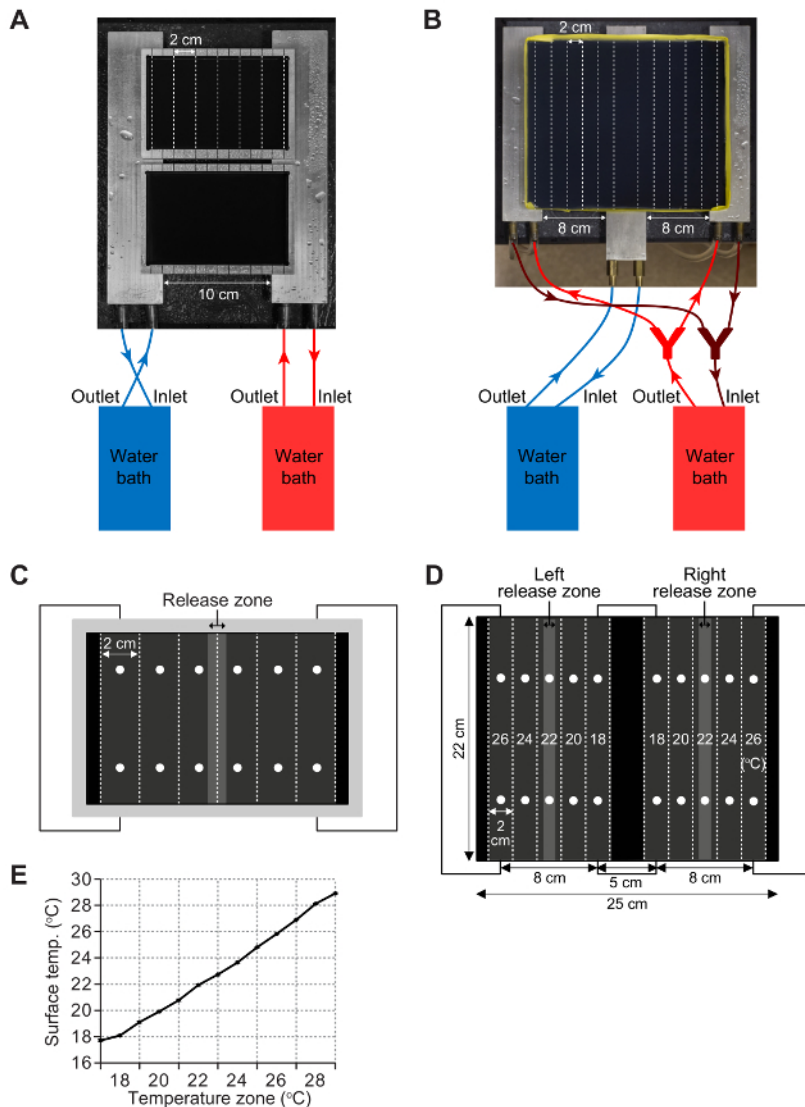 A
2 cm
10 cm
Outlet
Inlet
Outlet
Inlet
Water
bath
Water
bath
B
2 cm
8 cm
8 cm
Outlet
Inlet
Outlet
Inlet
Water
bath
Water
bath
C
Release zone
2 cm
D
Left
release zone
Right
release zone
22 cm
26 24 22 20 18 18 20 22 24 26
(°C)
2
cm
8 cm
5 cm
8 cm
25 cm
E
Surface temp. (°C)
30
28
26
24
22
20
18
16
18 20 22 24 26 28
Temperature zone (°C)